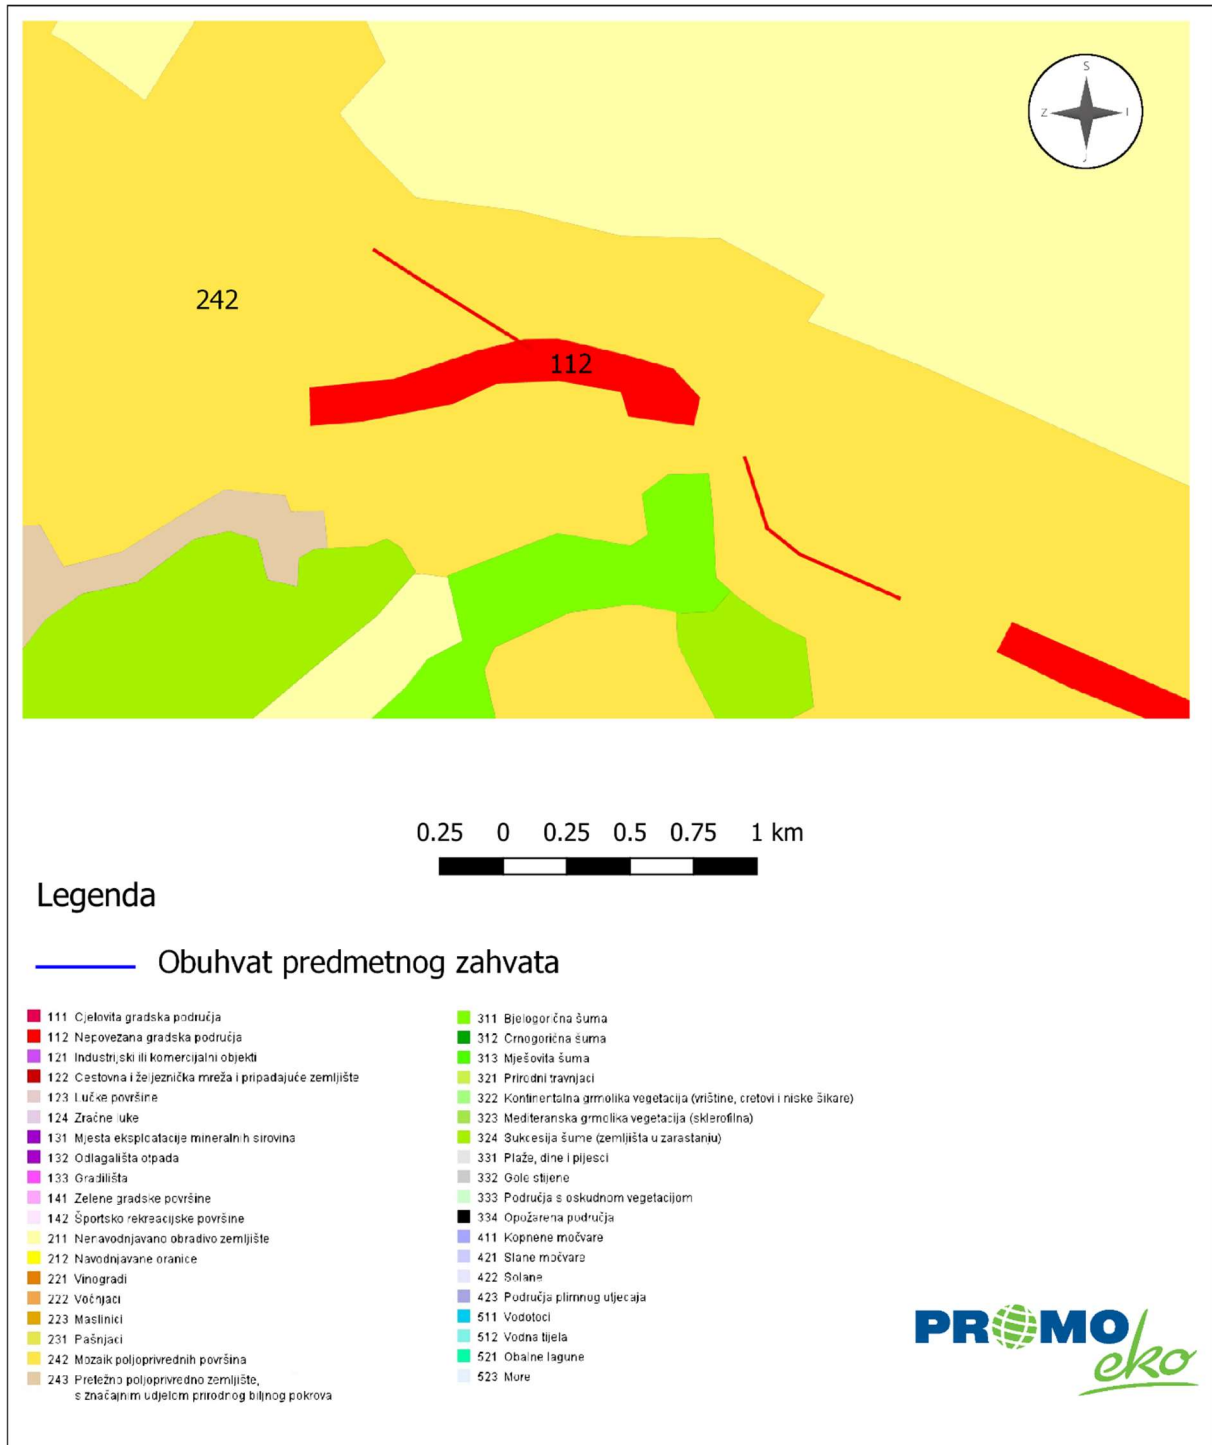 S
Z
I
J
242
112
0.25 0 0.25 0.5 0.75 1 km
Legenda
Obuhvat predmetnog zahvata
111 Cjelovita gradska područja
112 Nepovezana gradska područja
121 Industrijski ili komercijalni objekti
122 Cestovna i željeznička mreža i pripadajuće zemljište
123 Lučke površine
124 Zračne luke
131 Mjesta eksploatacije mineralnih sirovina
132 Odlagališta otpada
133 Gradilišta
141 Zelene gradske površine
142 Športsko rekreacijske površine
211 Nenavodnjavano obradivo zemljište
212 Navodnjavane oranice
221 Vinogradi
222 Voćnjaci
223 Maslinici
231 Pašnjaci
242 Mozaik poljoprivrednih površina
243 Pretežno poljoprivredno zemljište,
s značajnim udjelom prirodnog biljnog pokrova
311 Bjelogorična šuma
312 Crnogorična šuma
313 Mješovita šuma
321 Prirodni travnjaci
322 Kontinentalna grmolika vegetacija (vrištine, cretovi i niske šikare)
323 Mediteranska grmolika vegetacija (sklerofilna)
324 Sukcesija šume (zemljišta u zarastanju)
331 Plaže, dine i pijesci
332 Gole stijene
333 Područja s oskudnom vegetacijom
334 Opožarena područja
411 Kopnene močvare
421 Slane močvare
422 Solane
423 Područja plimnog utjecaja
511 Vodotoci
512 Vodna tijela
521 Obalne lagune
523 More
PROMO
eko